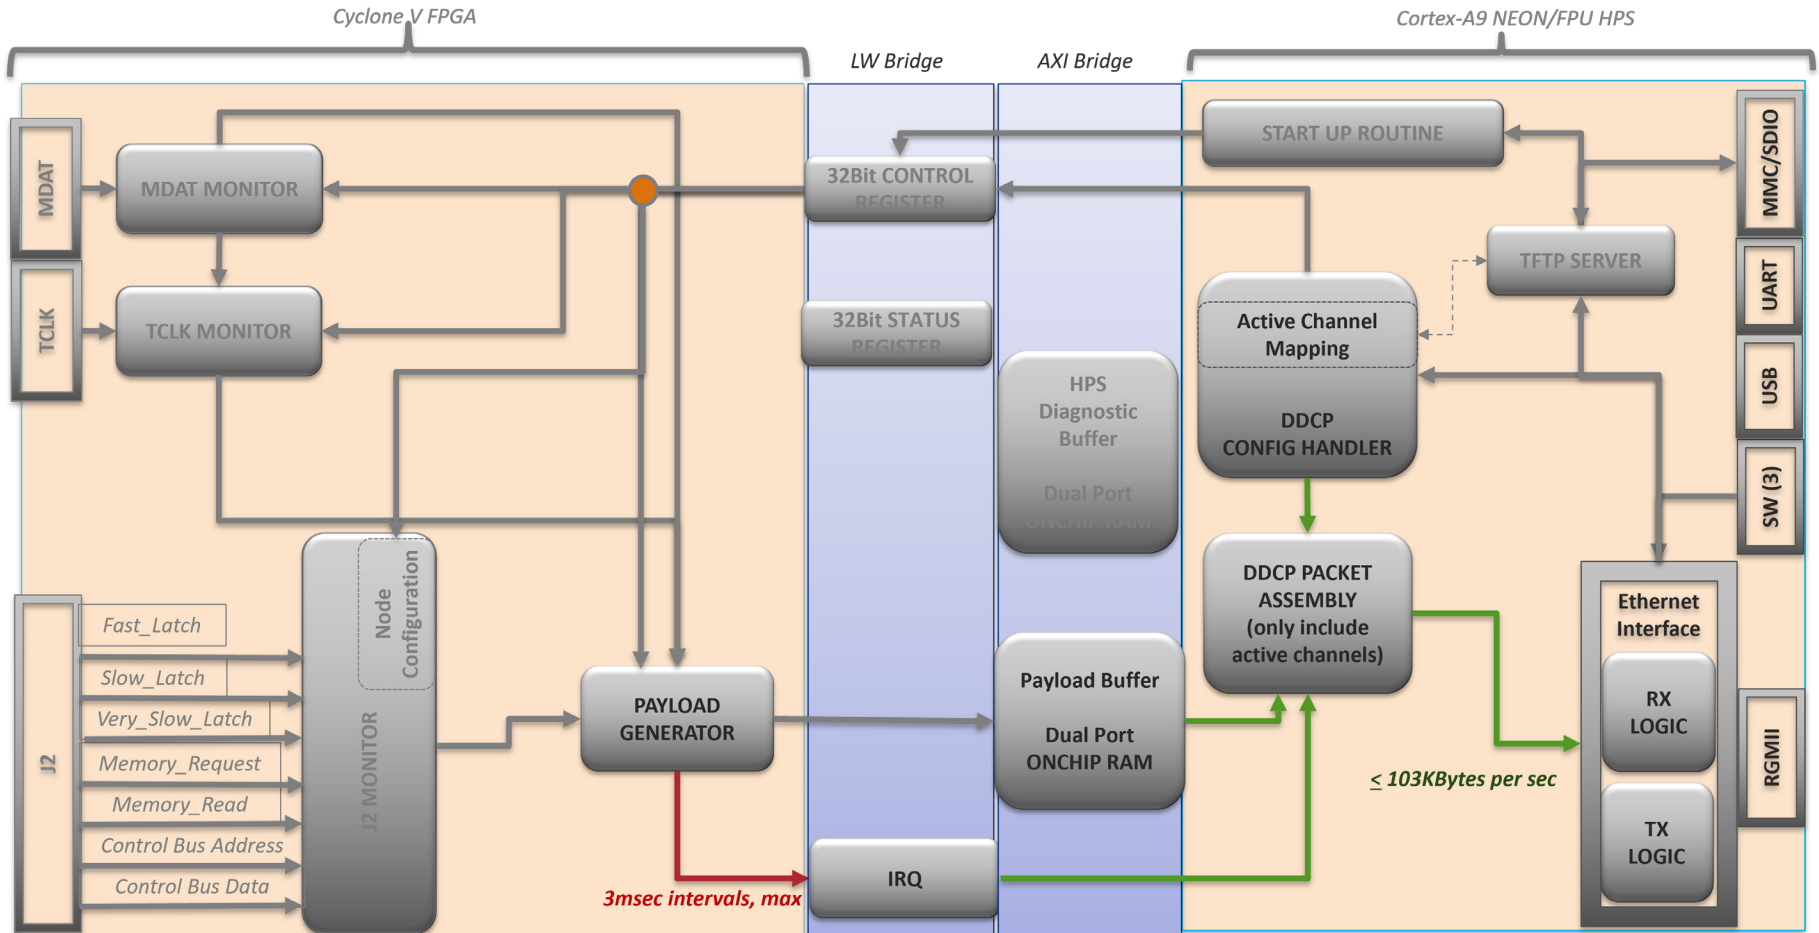 Cyclone V FPGA
Cortex-A9 NEON/FPU HPS
LW Bridge
AXI Bridge
MDAT
MDAT MONITOR
TCLK
TCLK MONITOR
32Bit CONTROL
REGISTER
32Bit STATUS
REGISTER
START UP ROUTINE
MMC/SDIO
TFTP SERVER
UART
USB
SW (3)
Active Channel
Mapping
DDCP
CONFIG HANDLER
HPS
Diagnostic
Buffer
Dual Port
ONCHIP RAM
DDCP PACKET
ASSEMBLY
(only include
active channels)
Ethernet
Interface
RX
LOGIC
TX
LOGIC
RGMII
J2
Fast_Latch
Slow_Latch
Very_Slow_Latch
Memory_Request
Memory_Read
Control Bus Address
Control Bus Data
Node
Configuration
J2 MONITOR
PAYLOAD
GENERATOR
Payload Buffer
Dual Port
ONCHIP RAM
≤ 103KBytes per sec
IRQ
3msec intervals, max